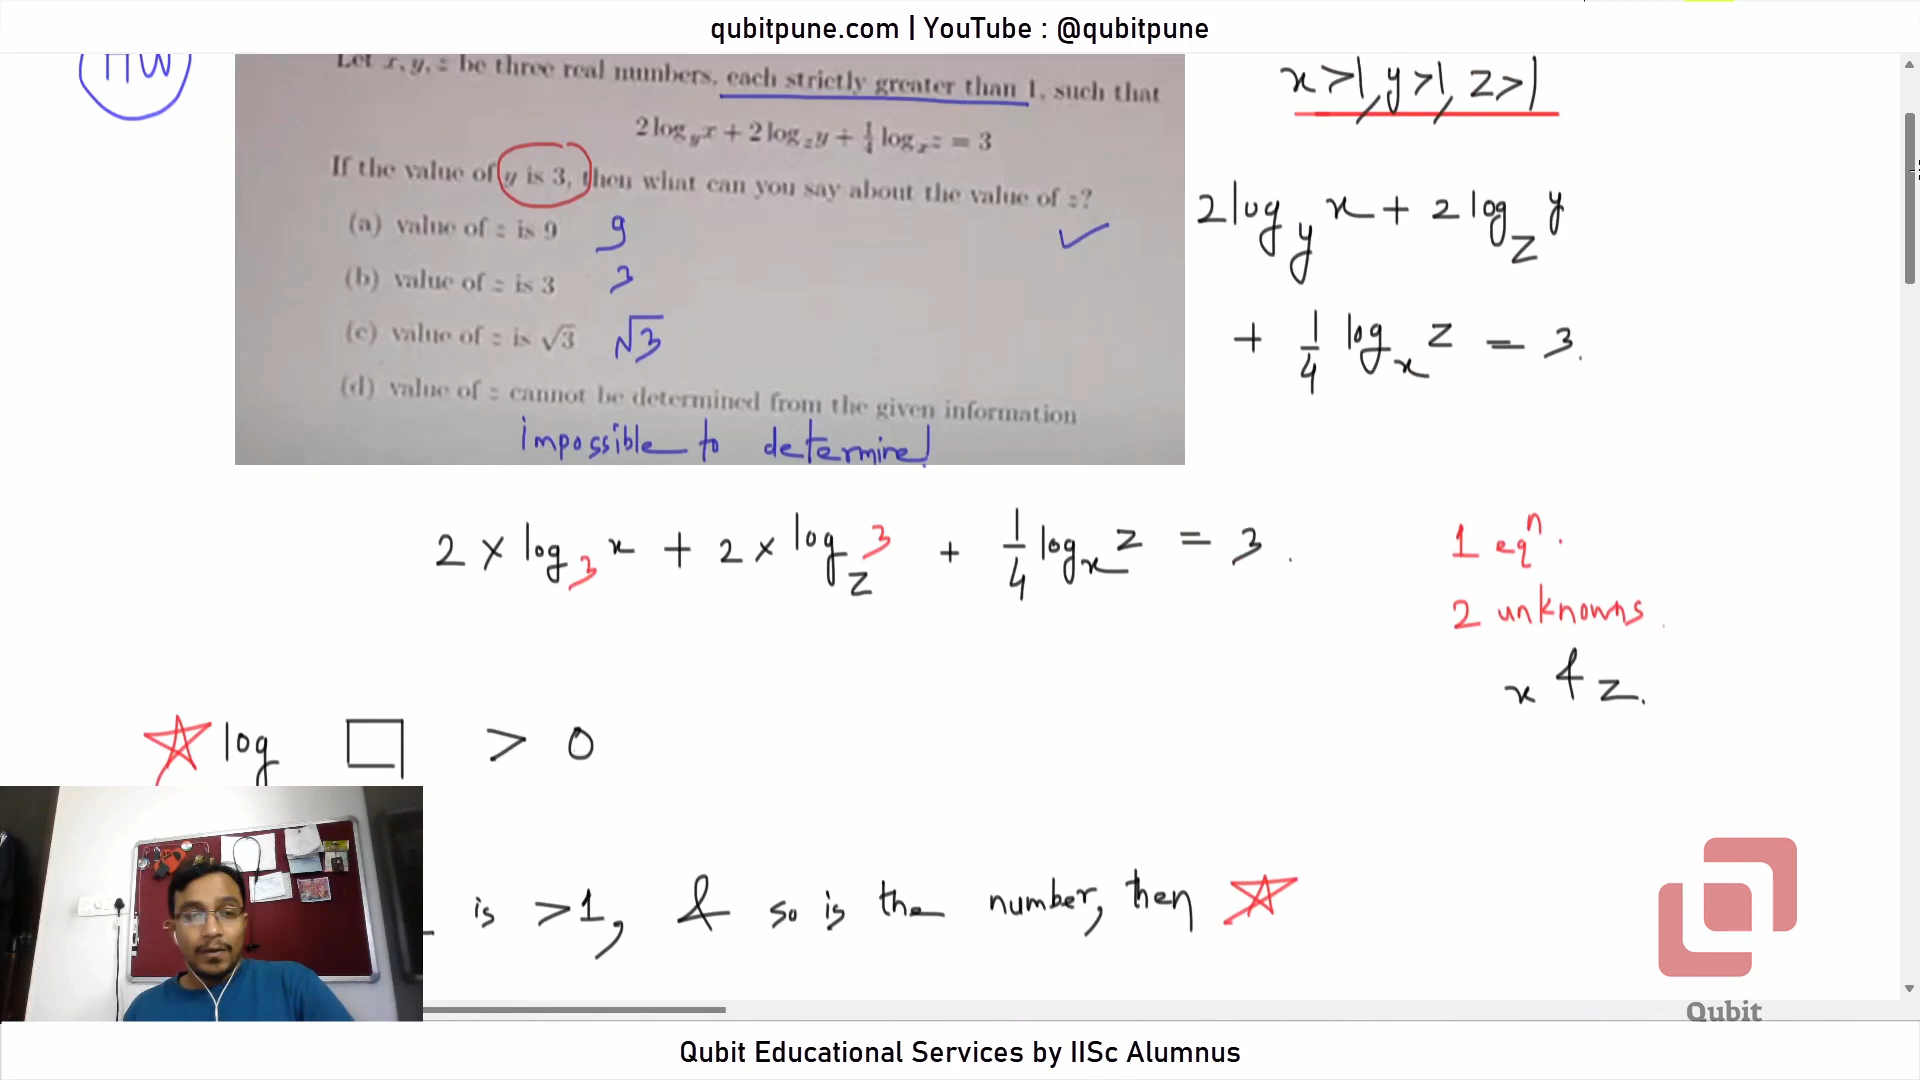 qubitpune.com | YouTube : @qubitpune
HW
Let x, y, z be three real numbers, each strictly greater than 1, such that
2 log_y x + 2 log_z y + 1/4 log_x z = 3
If the value of y is 3, then what can you say about the value of z?
(a) value of z is 9 9
(b) value of z is 3 3
(c) value of z is √3 √3
(d) value of z cannot be determined from the given information
impossible to determine!
x>1, y>1, z>1
2 log_y x + 2 log_z y
+ 1/4 log_x z = 3.
2 × log_3 x + 2 × log_z 3 + 1/4 log_x z = 3.
1 eqⁿ.
2 unknowns.
x & z.
log □ > 0
is >1, & so is the number, then
Qubit
Qubit Educational Services by IISc Alumnus